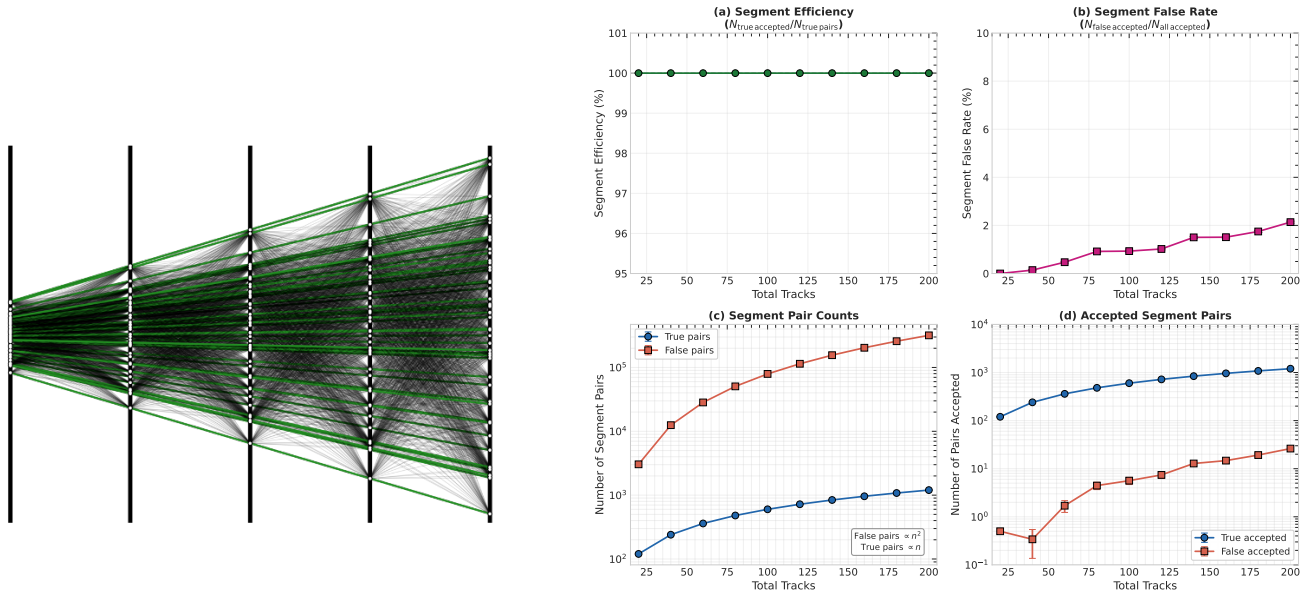 (a) Segment Efficiency
(N_true accepted/N_true pairs)
101
100
99
98
97
96
95
Segment Efficiency (%)
25 50 75 100 125 150 175 200
Total Tracks
(b) Segment False Rate
(N_false accepted/N_all accepted)
10
8
6
4
2
0
Segment False Rate (%)
25 50 75 100 125 150 175 200
Total Tracks
(c) Segment Pair Counts
True pairs
False pairs
10^5
10^4
10^3
10^2
Number of Segment Pairs
False pairs ∝ n²
True pairs ∝ n
25 50 75 100 125 150 175 200
Total Tracks
(d) Accepted Segment Pairs
10^4
10^3
10^2
10^1
10^0
10^−1
Number of Pairs Accepted
True accepted
False accepted
25 50 75 100 125 150 175 200
Total Tracks